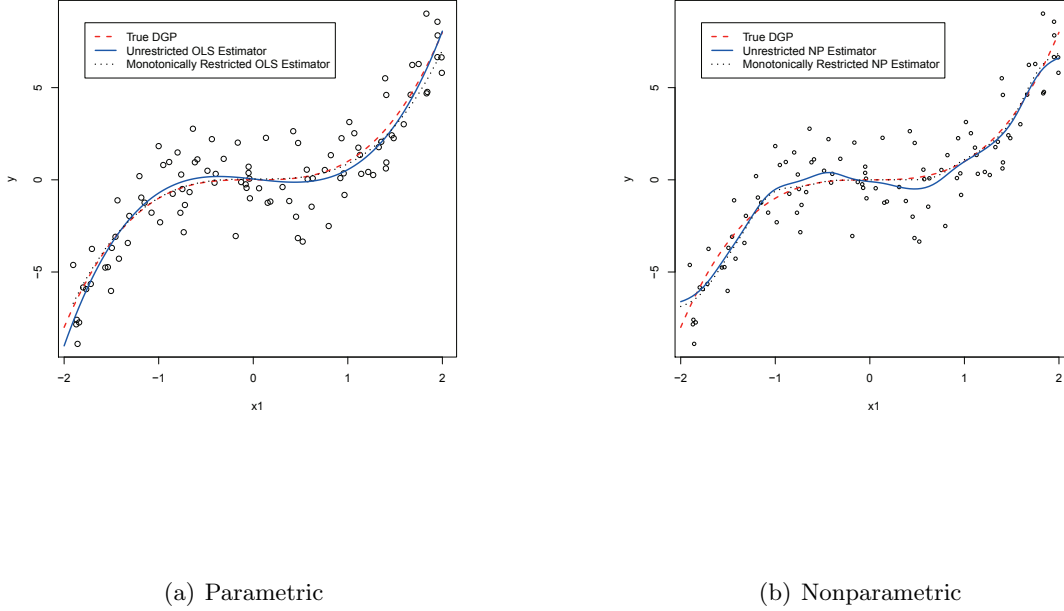 True DGP
Unrestricted OLS Estimator
Monotonically Restricted OLS Estimator
y
5
0
−5
−2
−1
0
1
2
x1
(a) Parametric
True DGP
Unrestricted NP Estimator
Monotonically Restricted NP Estimator
y
5
0
−5
−2
−1
0
1
2
x1
(b) Nonparametric